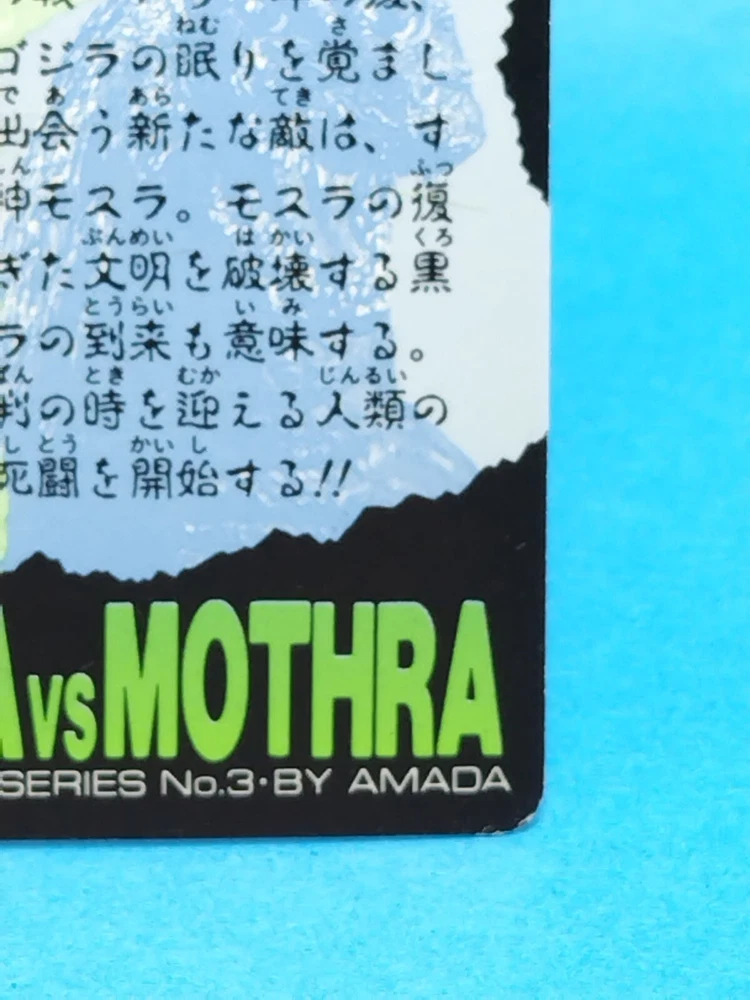 ゴジラの眠りを覚まし
出会う新たな敵は、す
神モスラ。モスラの復
ぎた文明を破壊する黒
ラの到来も意味する。
判の時を迎える人類の
死闘を開始する!!
A VS MOTHRA
SERIES No.3・BY AMADA